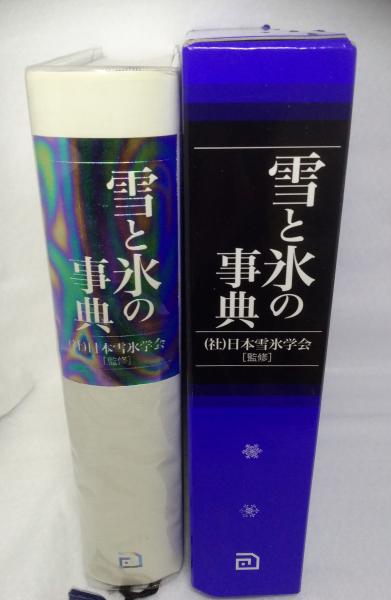 雪と氷の
事典
(社)日本雪氷学会
[監修]
雪と氷の
事典
(社)日本雪氷学会
[監修]